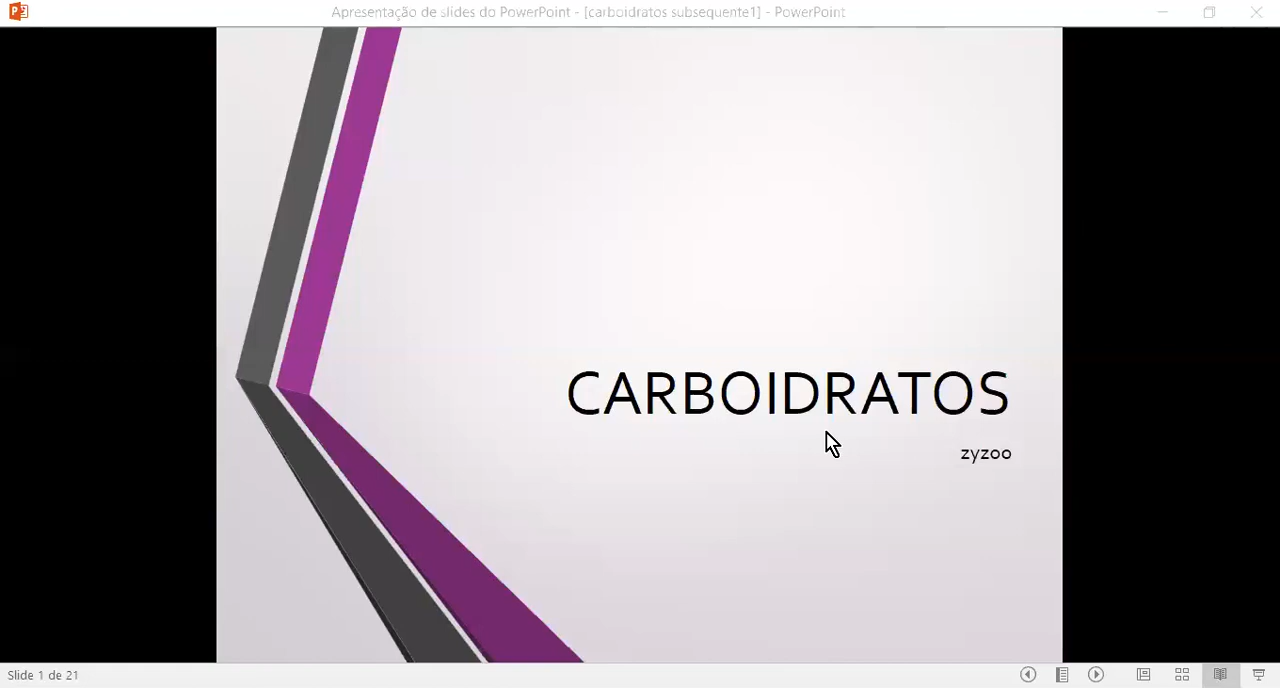 Apresentação de slides do PowerPoint - [carboidratos subsequente1] - PowerPoint
CARBOIDRATOS
zyzoo
Slide 1 de 21